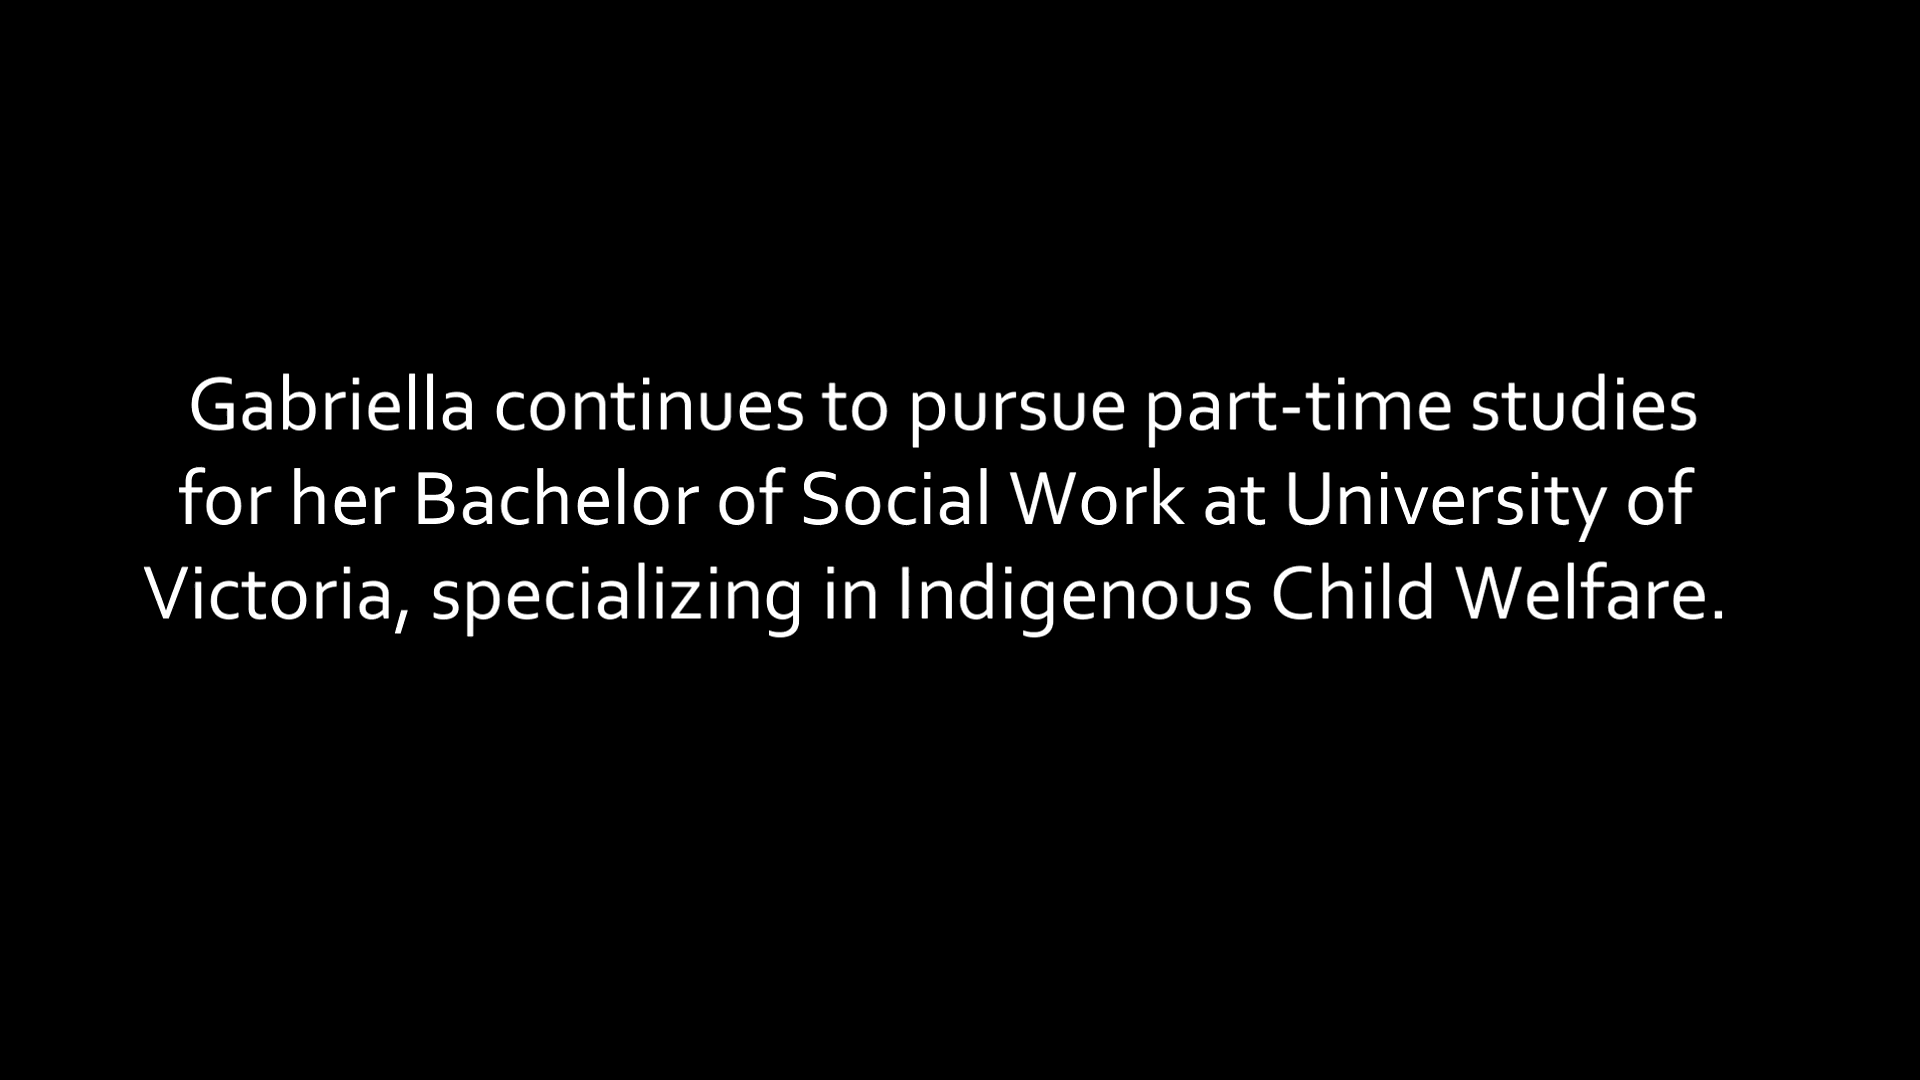 Gabriella continues to pursue part-time studies
for her Bachelor of Social Work at University of
Victoria, specializing in Indigenous Child Welfare.